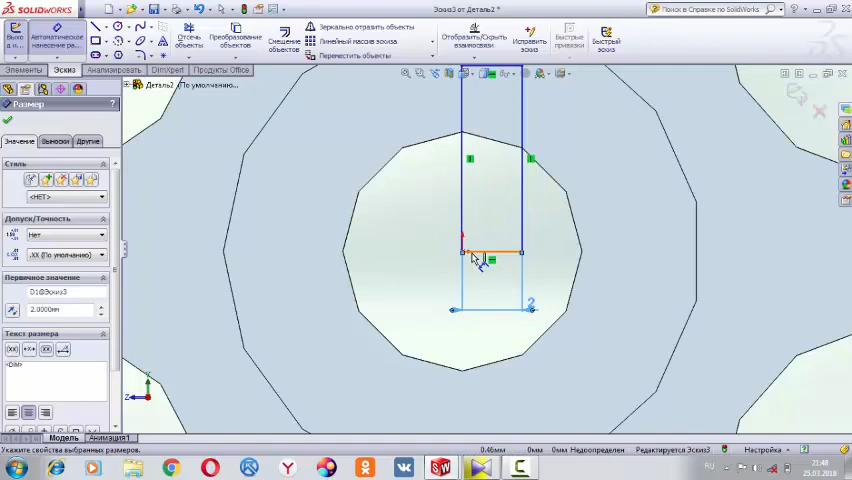 SOLIDWORKS
Эскиз3 от Деталь2 *
Поиск в Справке по SolidWorks
Выход и...
Автоматическое нанесение ра...
Отсечь объекты
Преобразование объектов
Смещение объектов
Зеркально отразить объекты
Линейный массив эскиза
Переместить объекты
Отобразить/Скрыть взаимосвязи
Исправить эскиз
Быстрые привязки
Быстрый эскиз
Элементы
Эскиз
Анализировать
DimXpert
Продукты Office
Деталь2 (По умолчанию...
Размер
?
Значение
Выноски
Другие
Стиль
<НЕТ>
Допуск/Точность
Нет
.XX (По умолчанию)
Первичное значение
D1@Эскиз3
2.0000мм
Текст размера
<DIM>
2
Y
Z
Модель
Анимация1
Укажите свойства выбранных размеров.
0.46мм
0мм
0мм
Недоопределен
Редактируется Эскиз3
Настройка
RU
21:48
25.03.2018